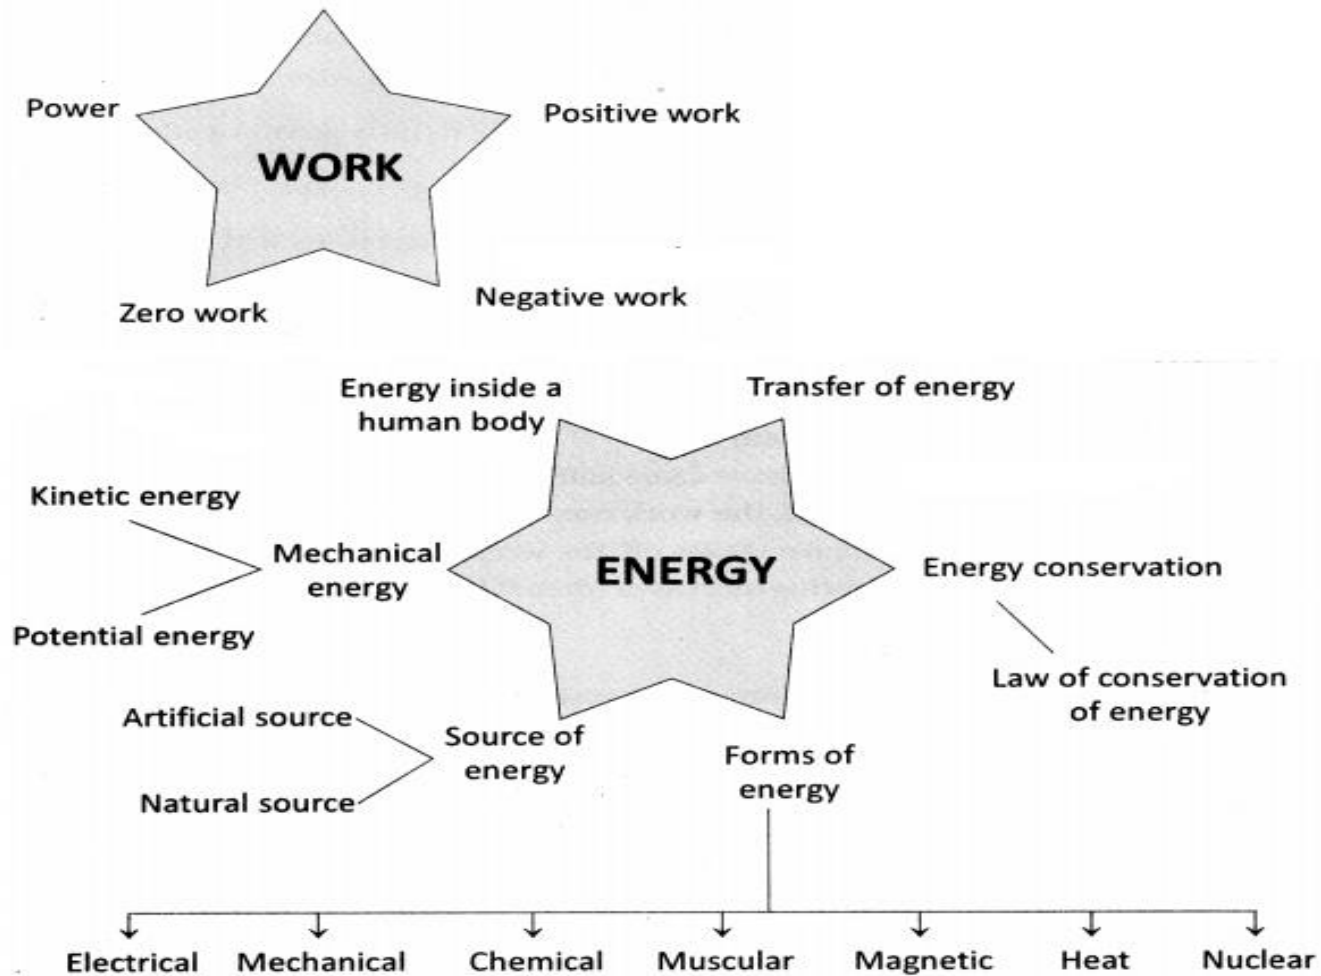 Power
Positive work
WORK
Zero work
Negative work
Energy inside a
human body
Transfer of energy
Kinetic energy
Mechanical
energy
Potential energy
ENERGY
Energy conservation
Law of conservation
of energy
Artificial source
Source of
energy
Natural source
Forms of
energy
Electrical
Mechanical
Chemical
Muscular
Magnetic
Heat
Nuclear